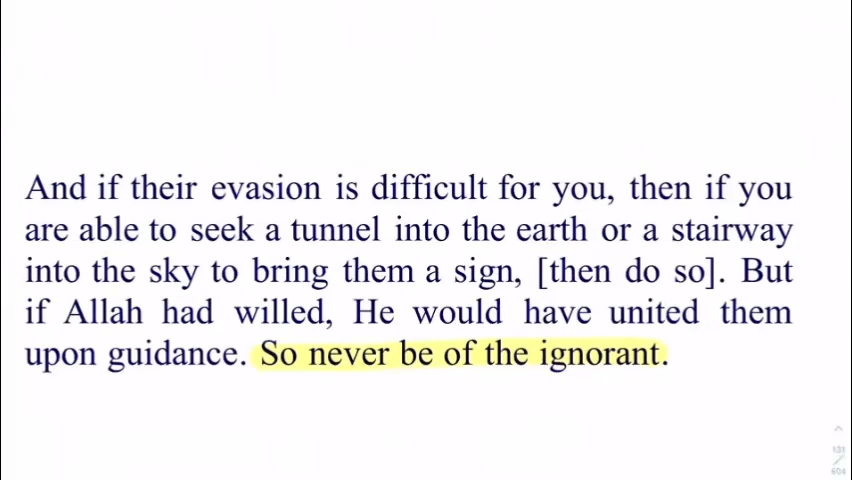 And if their evasion is difficult for you, then if you
are able to seek a tunnel into the earth or a stairway
into the sky to bring them a sign, [then do so]. But
if Allah had willed, He would have united them
upon guidance. So never be of the ignorant.
131
604